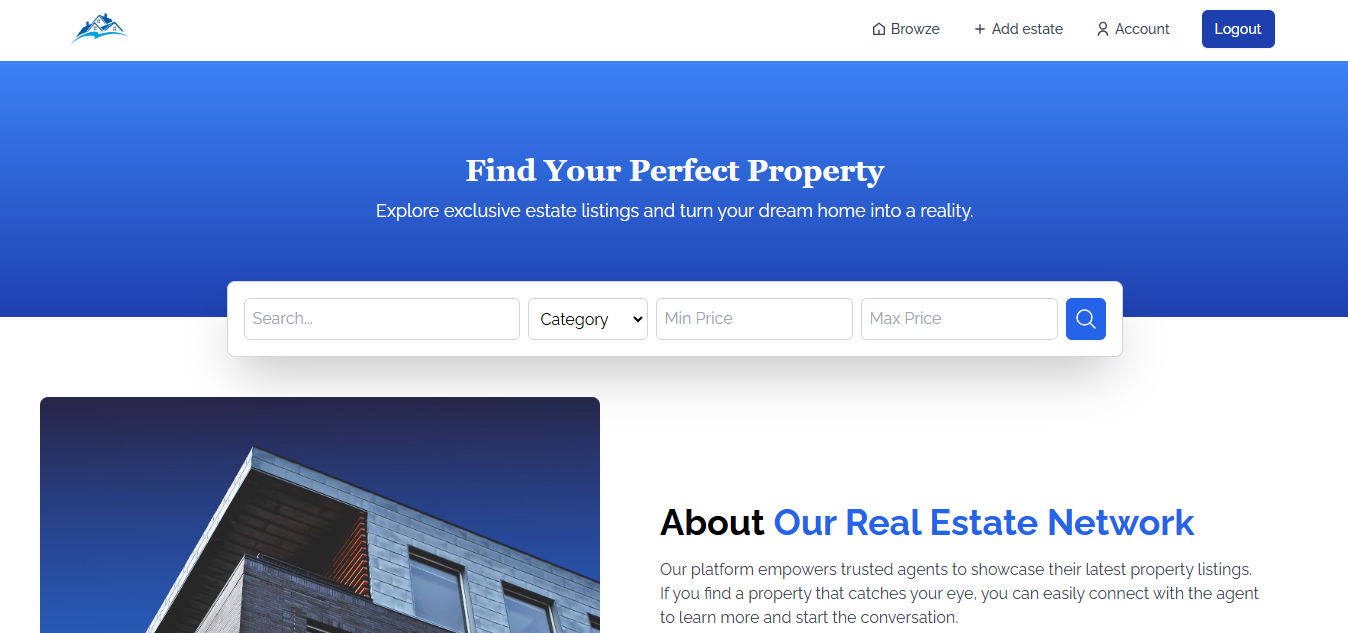 Browze
Add estate
Account
Logout
Find Your Perfect Property
Explore exclusive estate listings and turn your dream home into a reality.
Search...
Category
Min Price
Max Price
About Our Real Estate Network
Our platform empowers trusted agents to showcase their latest property listings.
If you find a property that catches your eye, you can easily connect with the agent
to learn more and start the conversation.